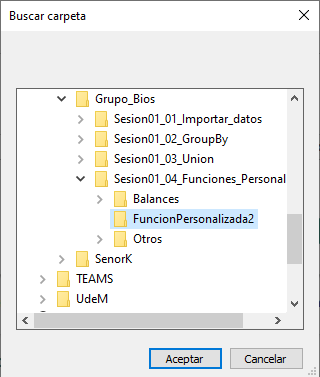 Buscar carpeta
Grupo_Bios
Sesion01_01_Importar_datos
Sesion01_02_GroupBy
Sesion01_03_Union
Sesion01_04_Funciones_Personal
Balances
FuncionPersonalizada2
Otros
SenorK
TEAMS
UdeM
Aceptar
Cancelar